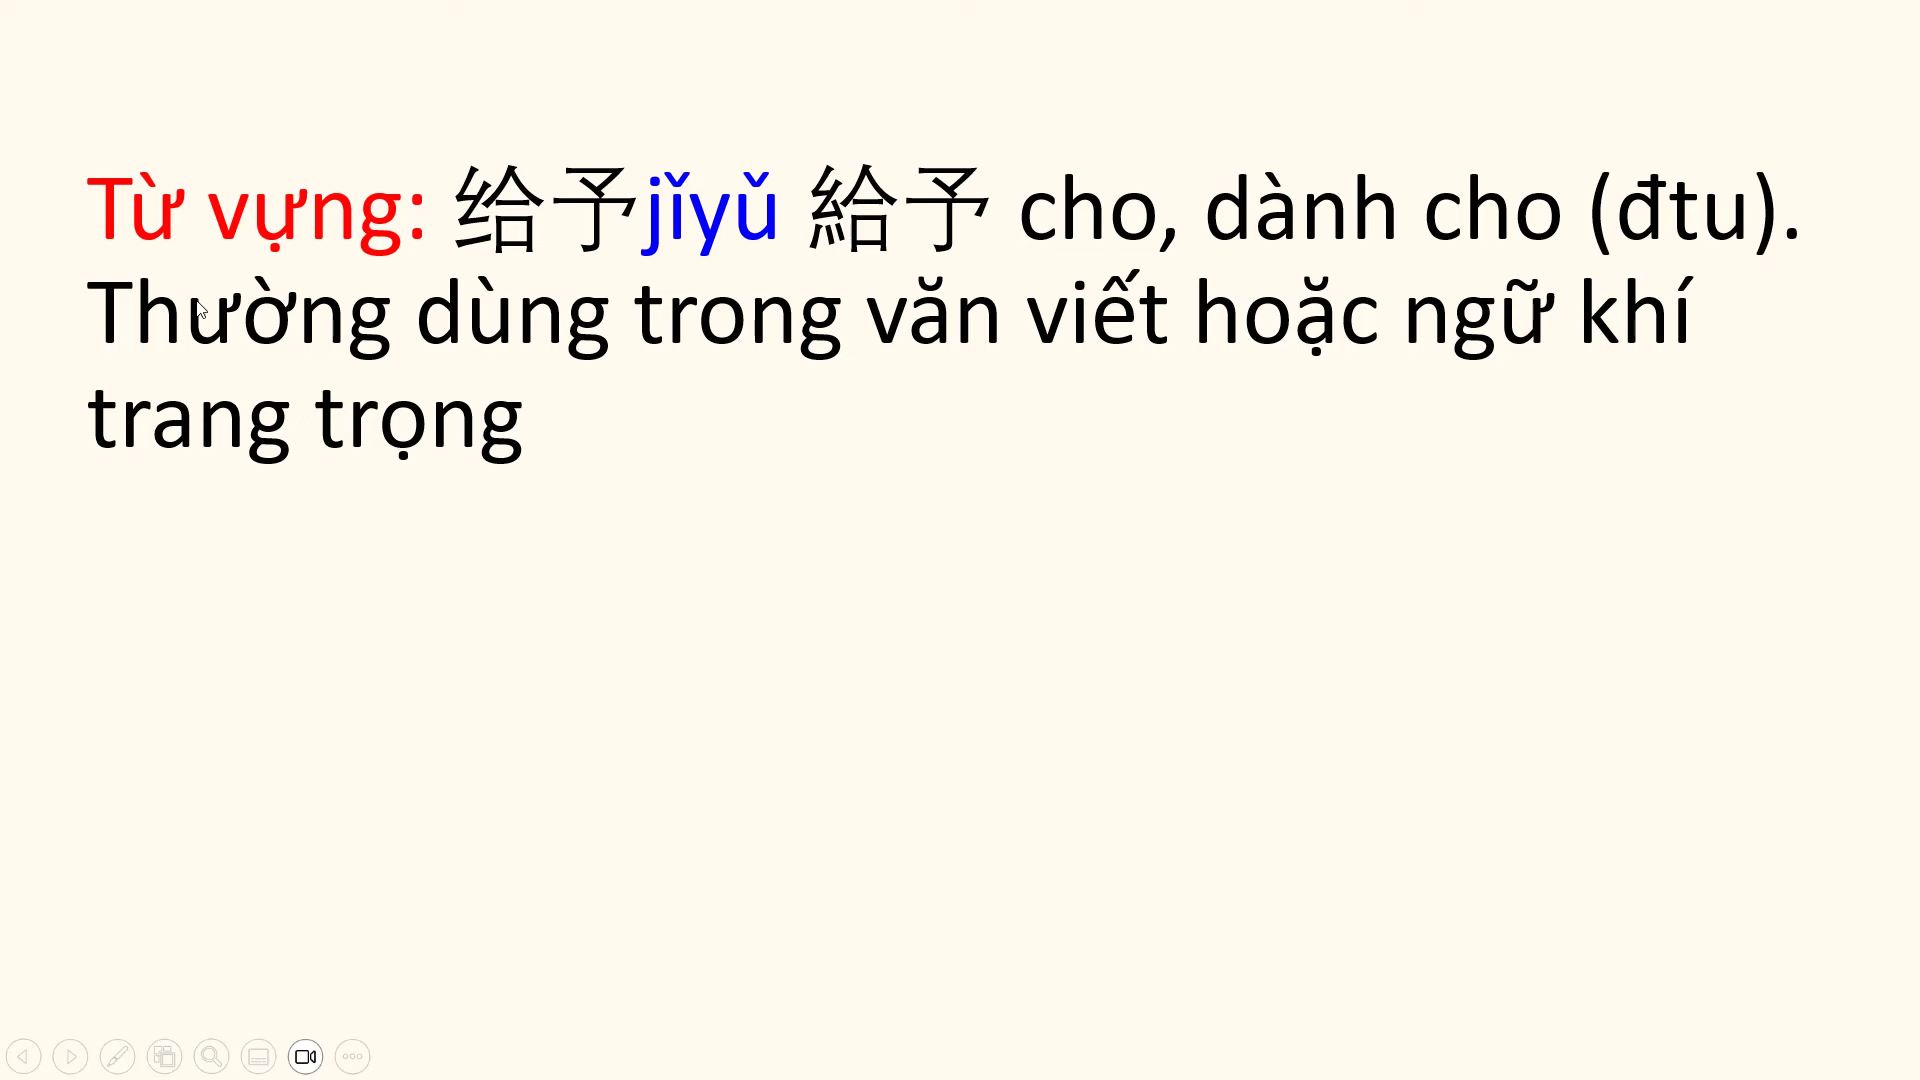 Từ vựng: 给予jǐyǔ 給予 cho, dành cho (đtu).
Thường dùng trong văn viết hoặc ngữ khí
trang trọng